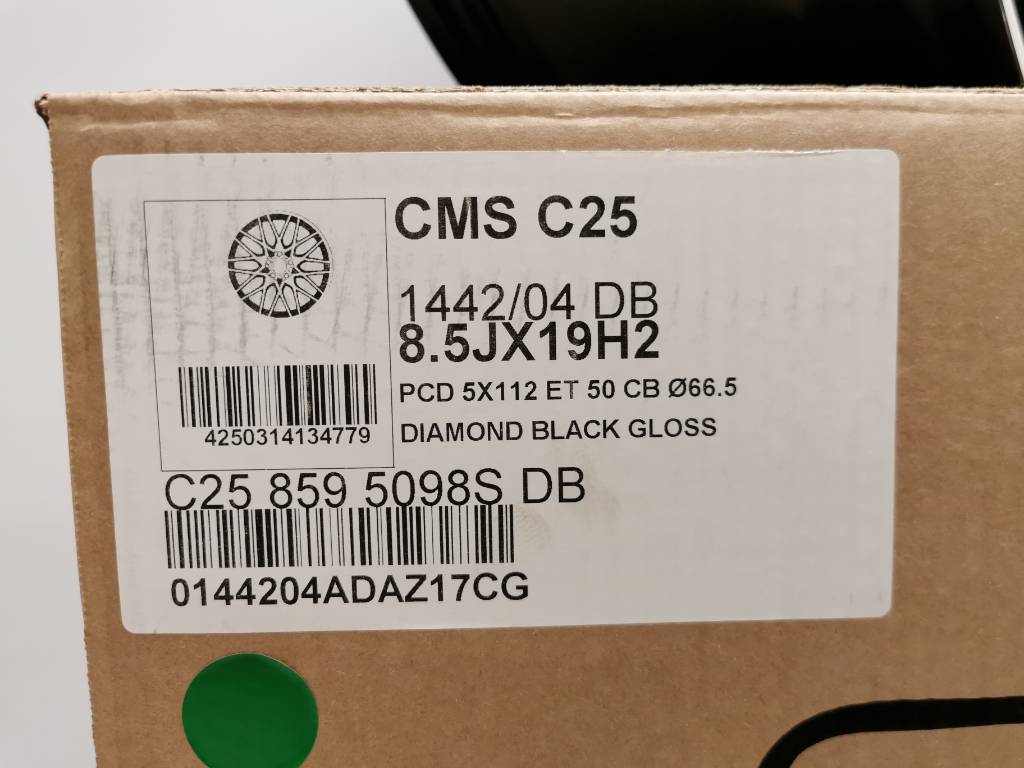 CMS C25
1442/04 DB
8.5JX19H2
PCD 5X112 ET 50 CB Ø66.5
4250314134779
DIAMOND BLACK GLOSS
C25 859 5098S DB
0144204ADAZ17CG